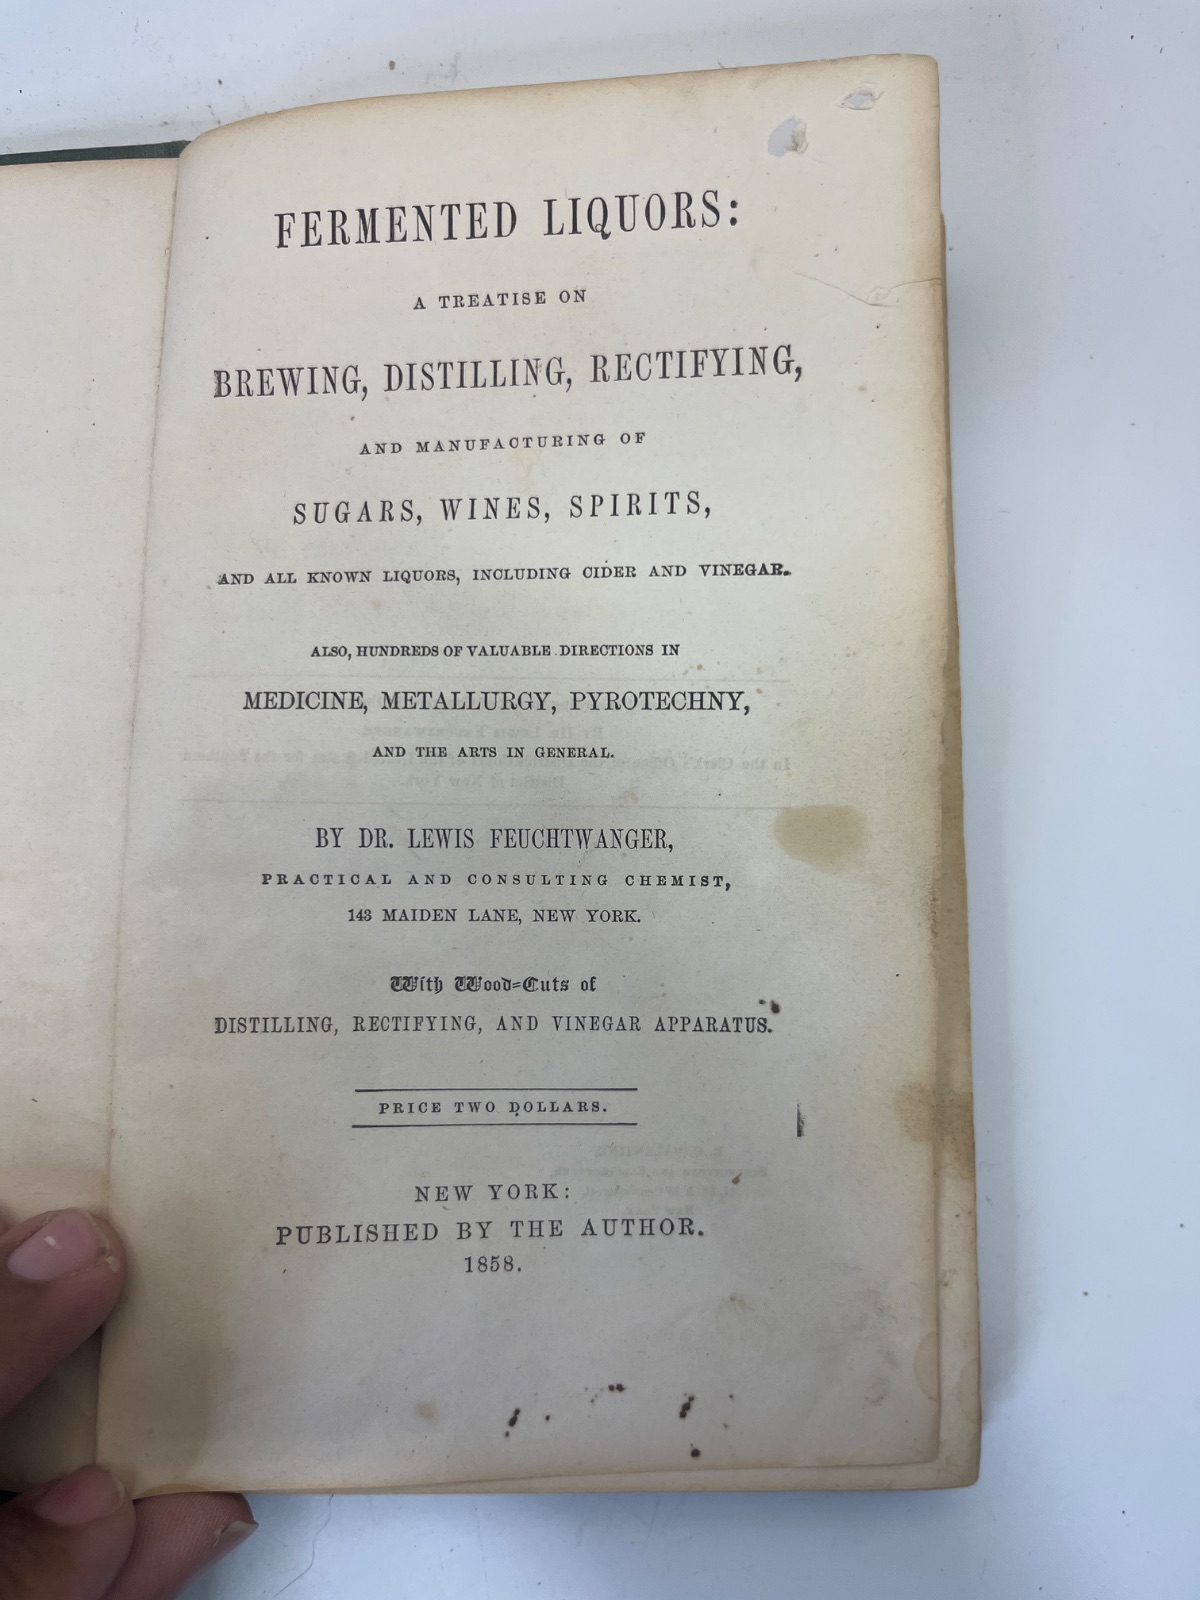 FERMENTED LIQUORS:
A TREATISE ON
BREWING, DISTILLING, RECTIFYING,
AND MANUFACTURING OF
SUGARS, WINES, SPIRITS,
AND ALL KNOWN LIQUORS, INCLUDING CIDER AND VINEGAR.
ALSO, HUNDREDS OF VALUABLE DIRECTIONS IN
MEDICINE, METALLURGY, PYROTECHNY,
AND THE ARTS IN GENERAL.
BY DR. LEWIS FEUCHTWANGER,
PRACTICAL AND CONSULTING CHEMIST,
143 MAIDEN LANE, NEW YORK.
With Wood-Cuts of
DISTILLING, RECTIFYING, AND VINEGAR APPARATUS.
PRICE TWO DOLLARS.
NEW YORK:
PUBLISHED BY THE AUTHOR.
1858.